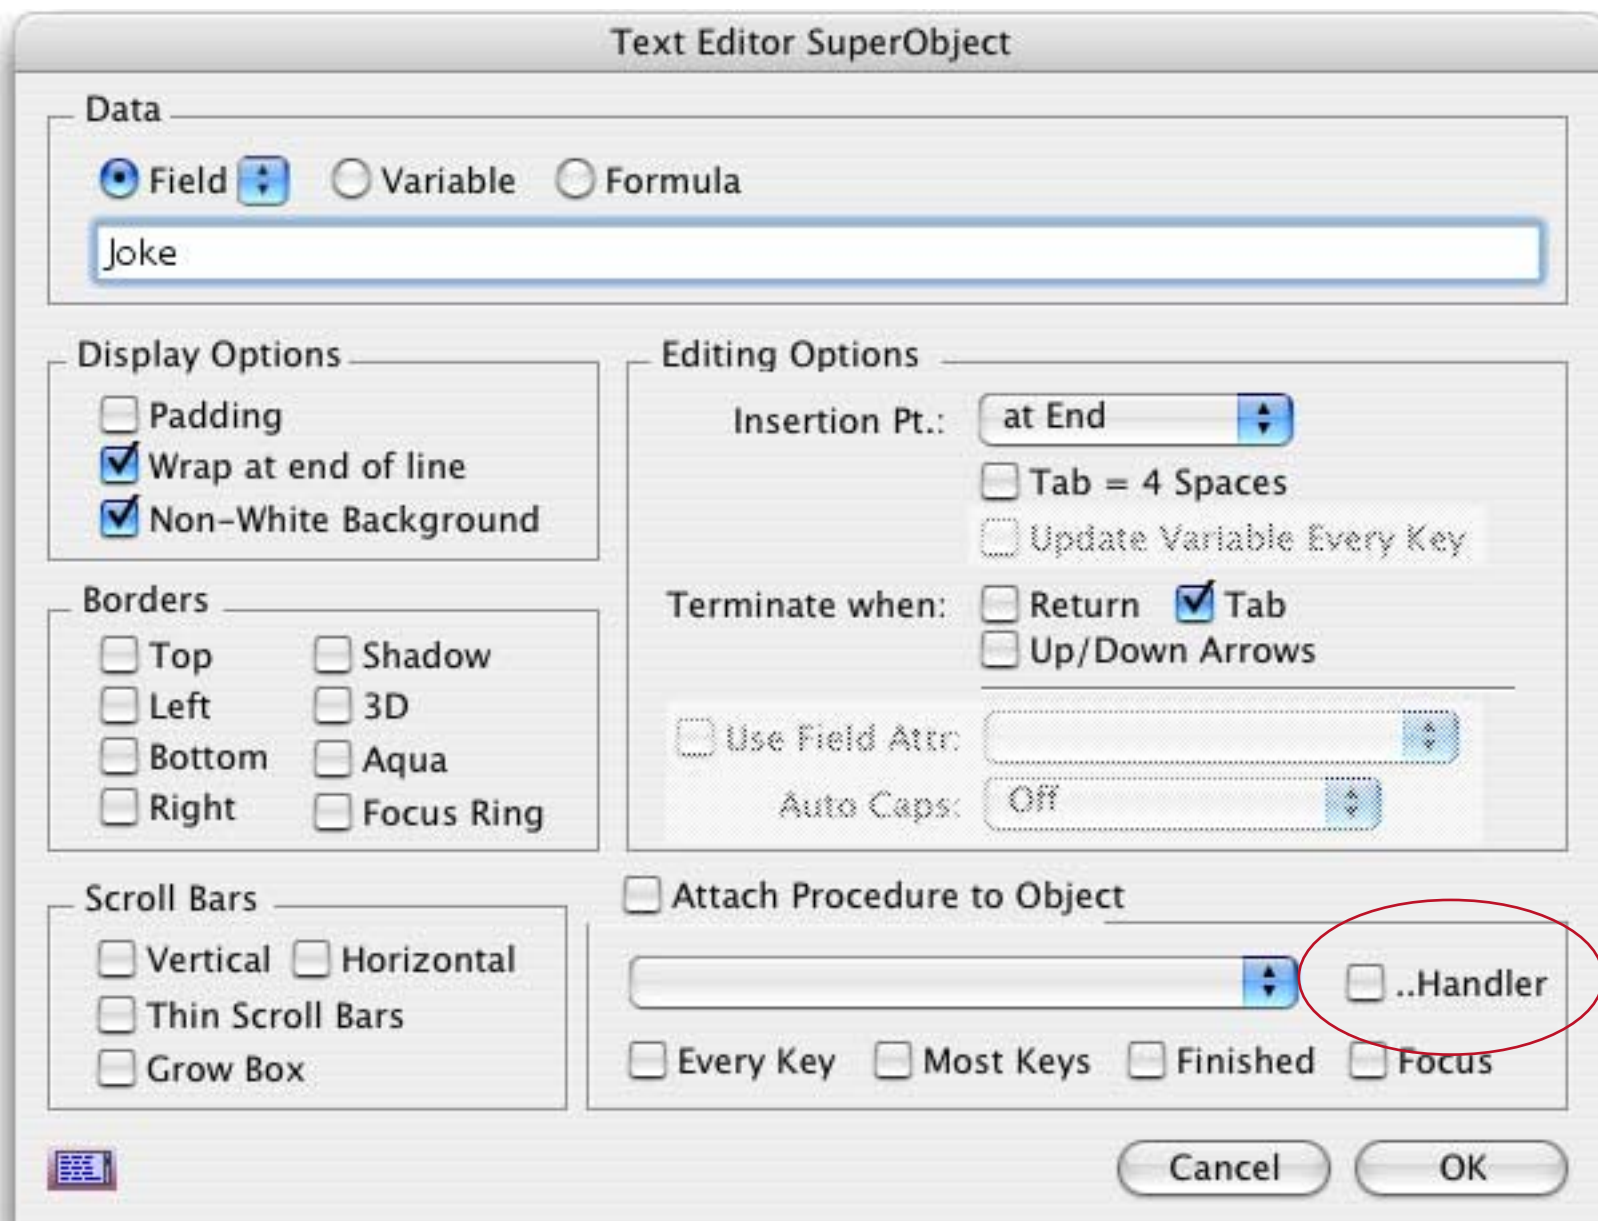 Text Editor SuperObject
Data
Field Variable Formula
Joke
Display Options
Padding
Wrap at end of line
Non-White Background
Editing Options
Insertion Pt.: at End
Tab = 4 Spaces
Update Variable Every Key
Terminate when: Return Tab
Up/Down Arrows
Use Field Attr:
Auto Caps: Off
Borders
Top Shadow
Left 3D
Bottom Aqua
Right Focus Ring
Scroll Bars
Vertical Horizontal
Thin Scroll Bars
Grow Box
Attach Procedure to Object
..Handler
Every Key Most Keys Finished Focus
Cancel OK